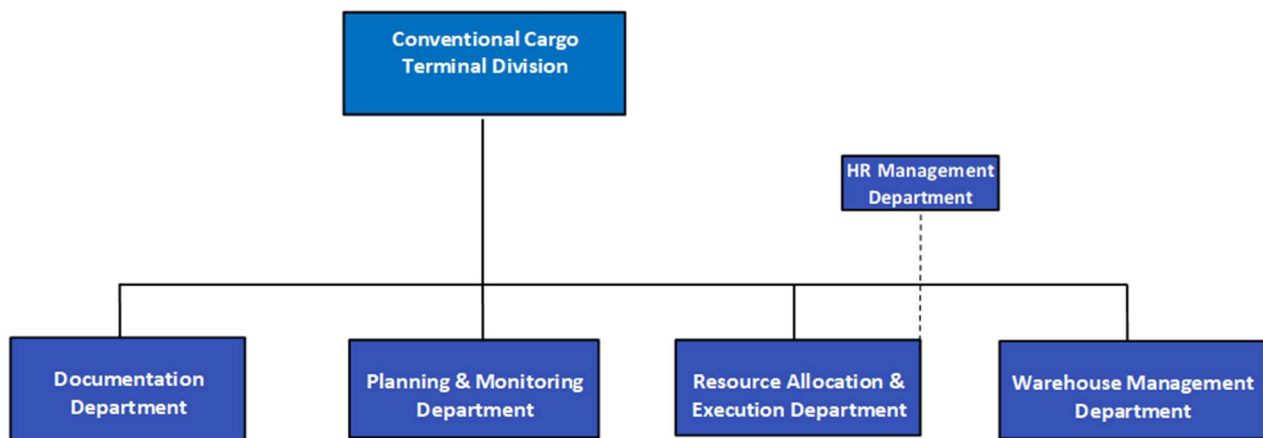 Conventional Cargo
Terminal Division
HR Management
Department
Documentation
Department
Planning & Monitoring
Department
Resource Allocation &
Execution Department
Warehouse Management
Department